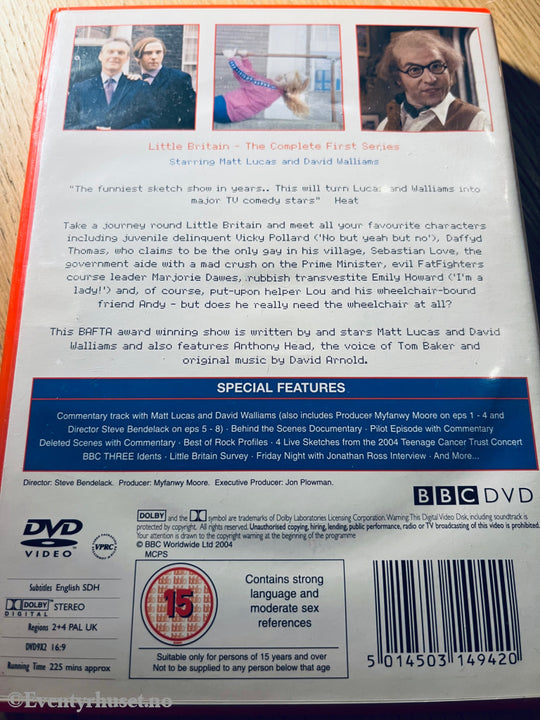 Little Britain - The Complete First Series
Starring Matt Lucas and David Walliams
"The funniest sketch show in years.. This will turn Lucas and Walliams into
major TV comedy stars" Heat
Take a journey round Little Britain and meet all your favourite characters
including juvenile delinquent Vicky Pollard ('No but yeah but no'), Daffyd
Thomas, who claims to be the only gay in his village, Sebastian Love, the
government aide with a mad crush on the Prime Minister, evil FatFighters
course leader Marjorie Dawes, rubbish transvestite Emily Howard ('I'm a
lady!') and, of course, put-upon helper Lou and his wheelchair-bound
friend Andy - but does he really need the wheelchair at all?
This BAFTA award winning show is written by and stars Matt Lucas and David
Walliams and also features Anthony Head, the voice of Tom Baker and
original music by David Arnold.
SPECIAL FEATURES
Commentary track with Matt Lucas and David Walliams (also includes Producer Myfanwy Moore on eps 1 - 4 and
Director Steve Bendelack on eps 5 - 8) · Behind the Scenes Documentary · Pilot Episode with Commentary
Deleted Scenes with Commentary · Best of Rock Profiles · 4 Live Sketches from the 2004 Teenage Cancer Trust Concert
BBC THREE Idents · Little Britain Survey · Friday Night with Jonathan Ross Interview · And More...
Director: Steve Bendelack. Producer: Myfanwy Moore. Executive Producer: Jon Plowman.
BBC DVD
DVD
VIDEO
VPRC
DOLBY and the symbol are trademarks of Dolby Laboratories Licensing Corporation. Warning: This Digital Video Disk, including soundtrack is
protected by copyright. All rights reserved. Unauthorised copying, hiring, lending, public performance, radio or TV broadcasting of this video is prohibited.
Your attention is drawn to the copyright warning at the beginning of the programme
© BBC Worldwide Ltd 2004
MCPS
Subtitles English SDH
DOLBY STEREO
DIGITAL
Regions 2+4 PAL UK
DVD9X2 16:9
Running Time 225 mins approx
15
Contains strong
language and
moderate sex
references
Suitable only for persons of 15 years and over
Not to be supplied to any person below that age
5 014503 149420
©Eventyrhuset.no